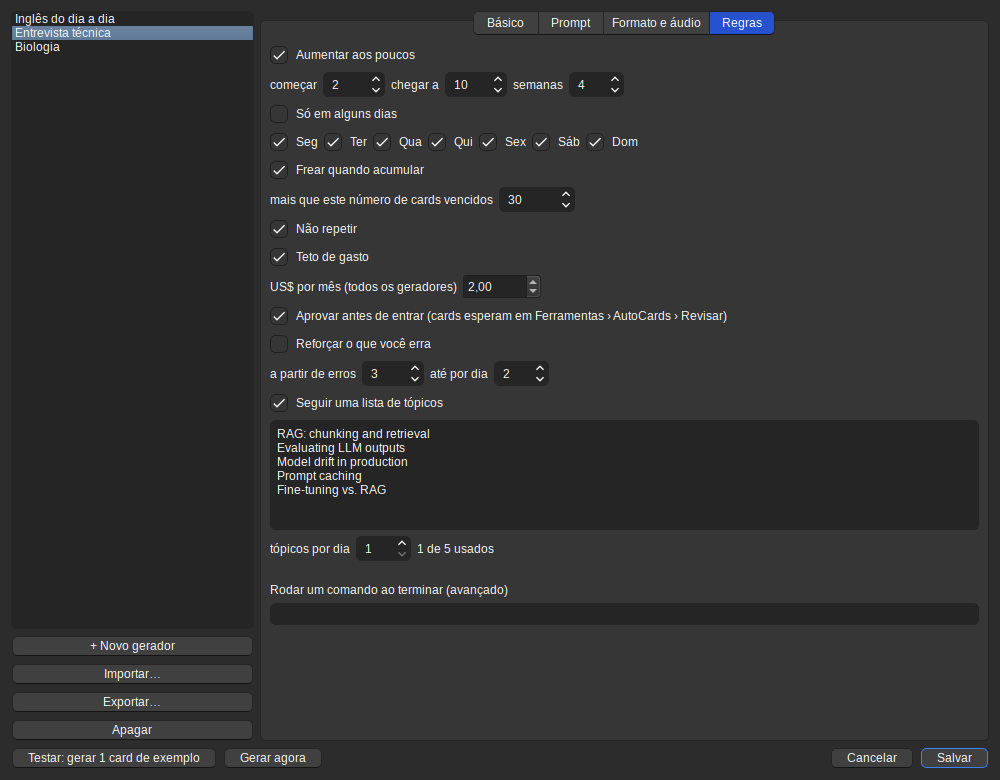 Inglês do dia a dia
Entrevista técnica
Biologia
+ Novo gerador
Importar…
Exportar…
Apagar
Testar: gerar 1 card de exemplo
Gerar agora
Básico
Prompt
Formato e áudio
Regras
Aumentar aos poucos
começar 2 chegar a 10 semanas 4
Só em alguns dias
Seg Ter Qua Qui Sex Sáb Dom
Frear quando acumular
mais que este número de cards vencidos 30
Não repetir
Teto de gasto
US$ por mês (todos os geradores) 2,00
Aprovar antes de entrar (cards esperam em Ferramentas › AutoCards › Revisar)
Reforçar o que você erra
a partir de erros 3 até por dia 2
Seguir uma lista de tópicos
RAG: chunking and retrieval
Evaluating LLM outputs
Model drift in production
Prompt caching
Fine-tuning vs. RAG
tópicos por dia 1 1 de 5 usados
Rodar um comando ao terminar (avançado)
Cancelar
Salvar